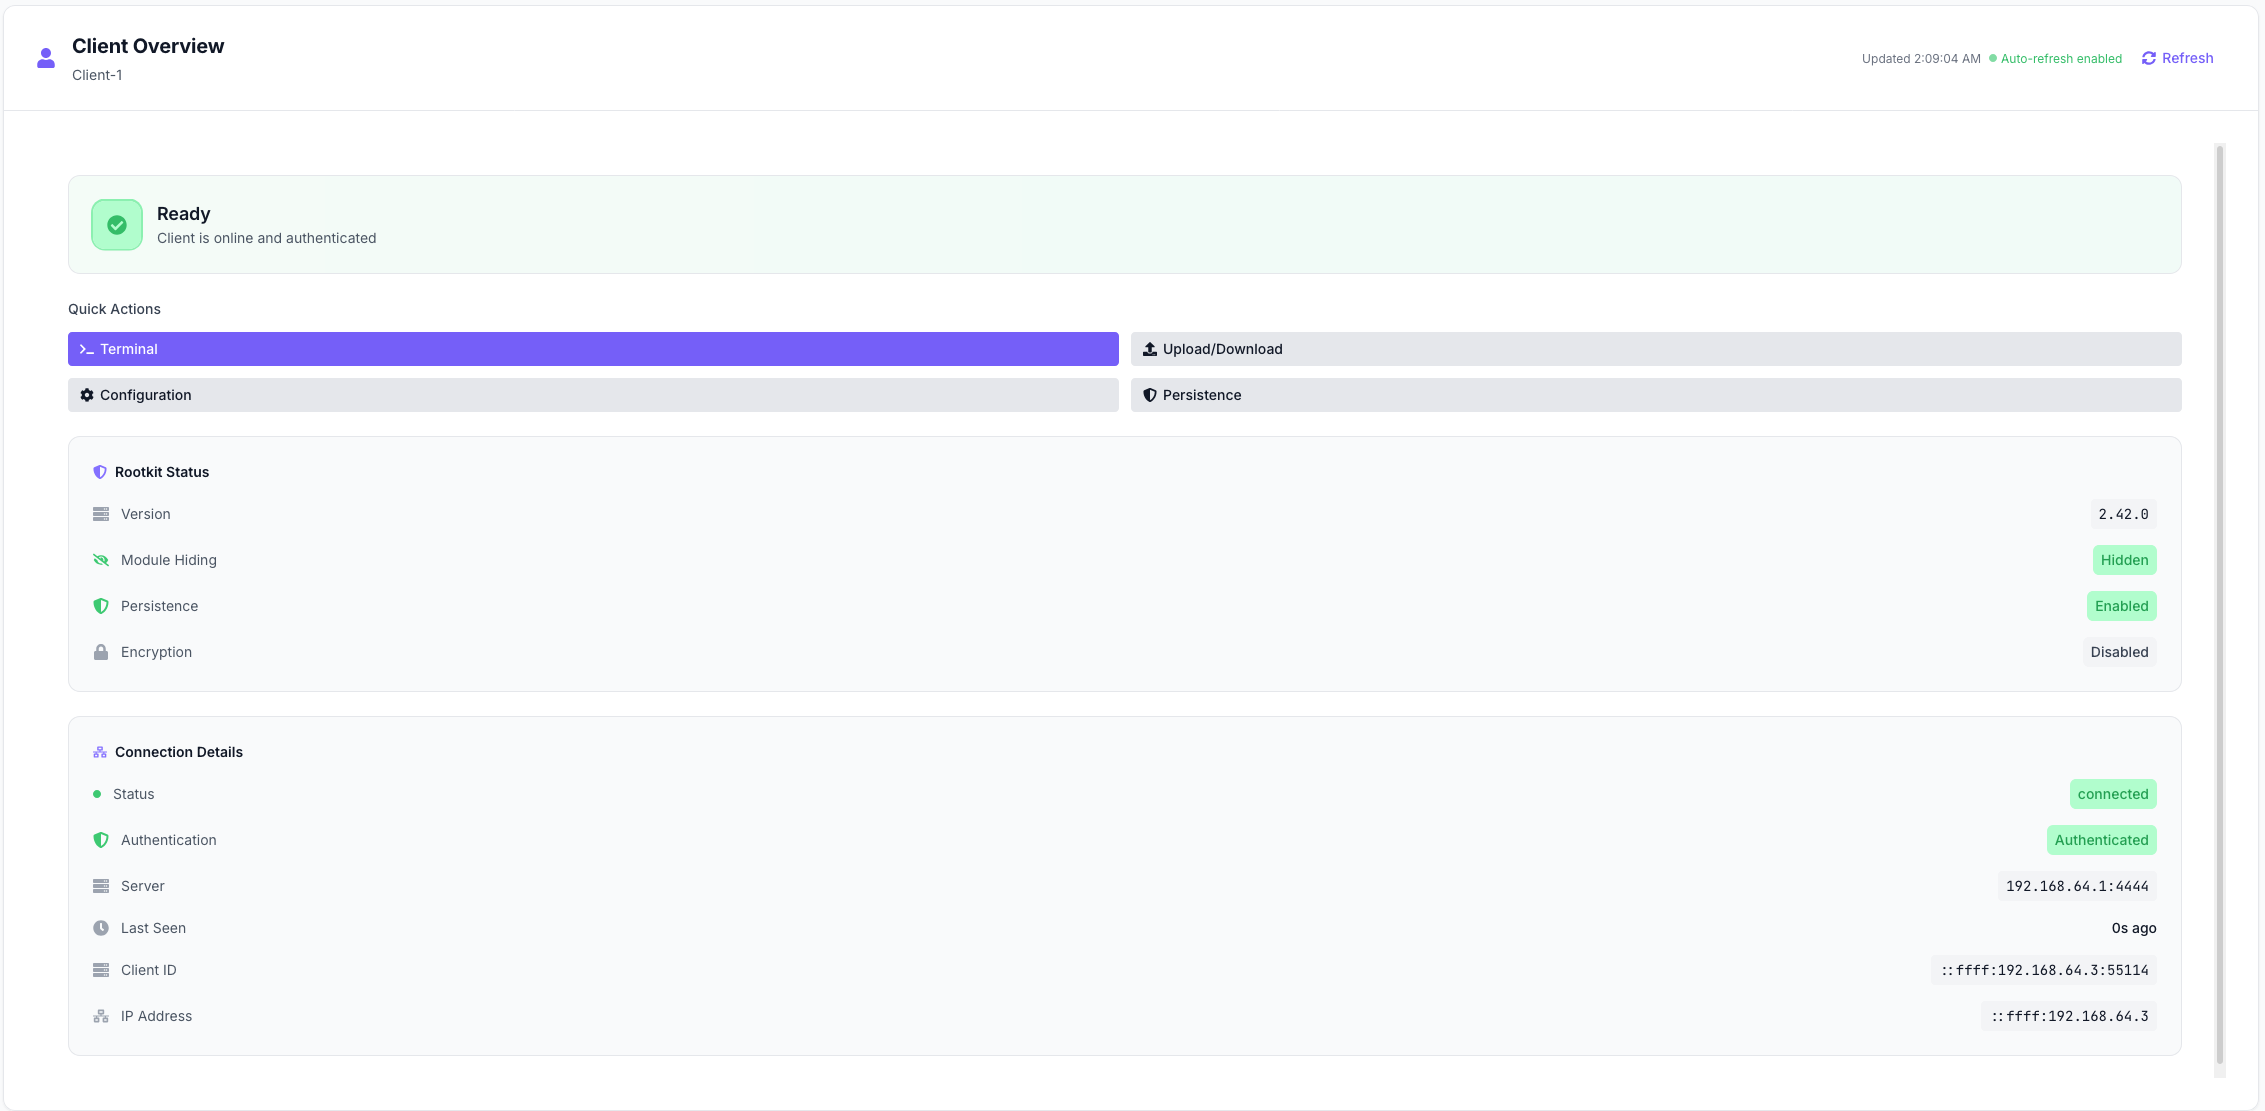 Client Overview
Client-1
Updated 2:09:04 AM Auto-refresh enabled Refresh
Ready
Client is online and authenticated
Quick Actions
Terminal
Upload/Download
Configuration
Persistence
Rootkit Status
Version 2.42.0
Module Hiding Hidden
Persistence Enabled
Encryption Disabled
Connection Details
Status connected
Authentication Authenticated
Server 192.168.64.1:4444
Last Seen 0s ago
Client ID ::ffff:192.168.64.3:55114
IP Address ::ffff:192.168.64.3